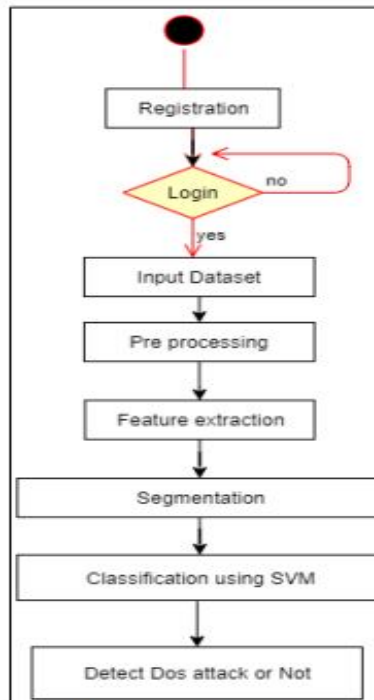 Registration
Login
no
yes
Input Dataset
Pre processing
Feature extraction
Segmentation
Classification using SVM
Detect Dos attack or Not